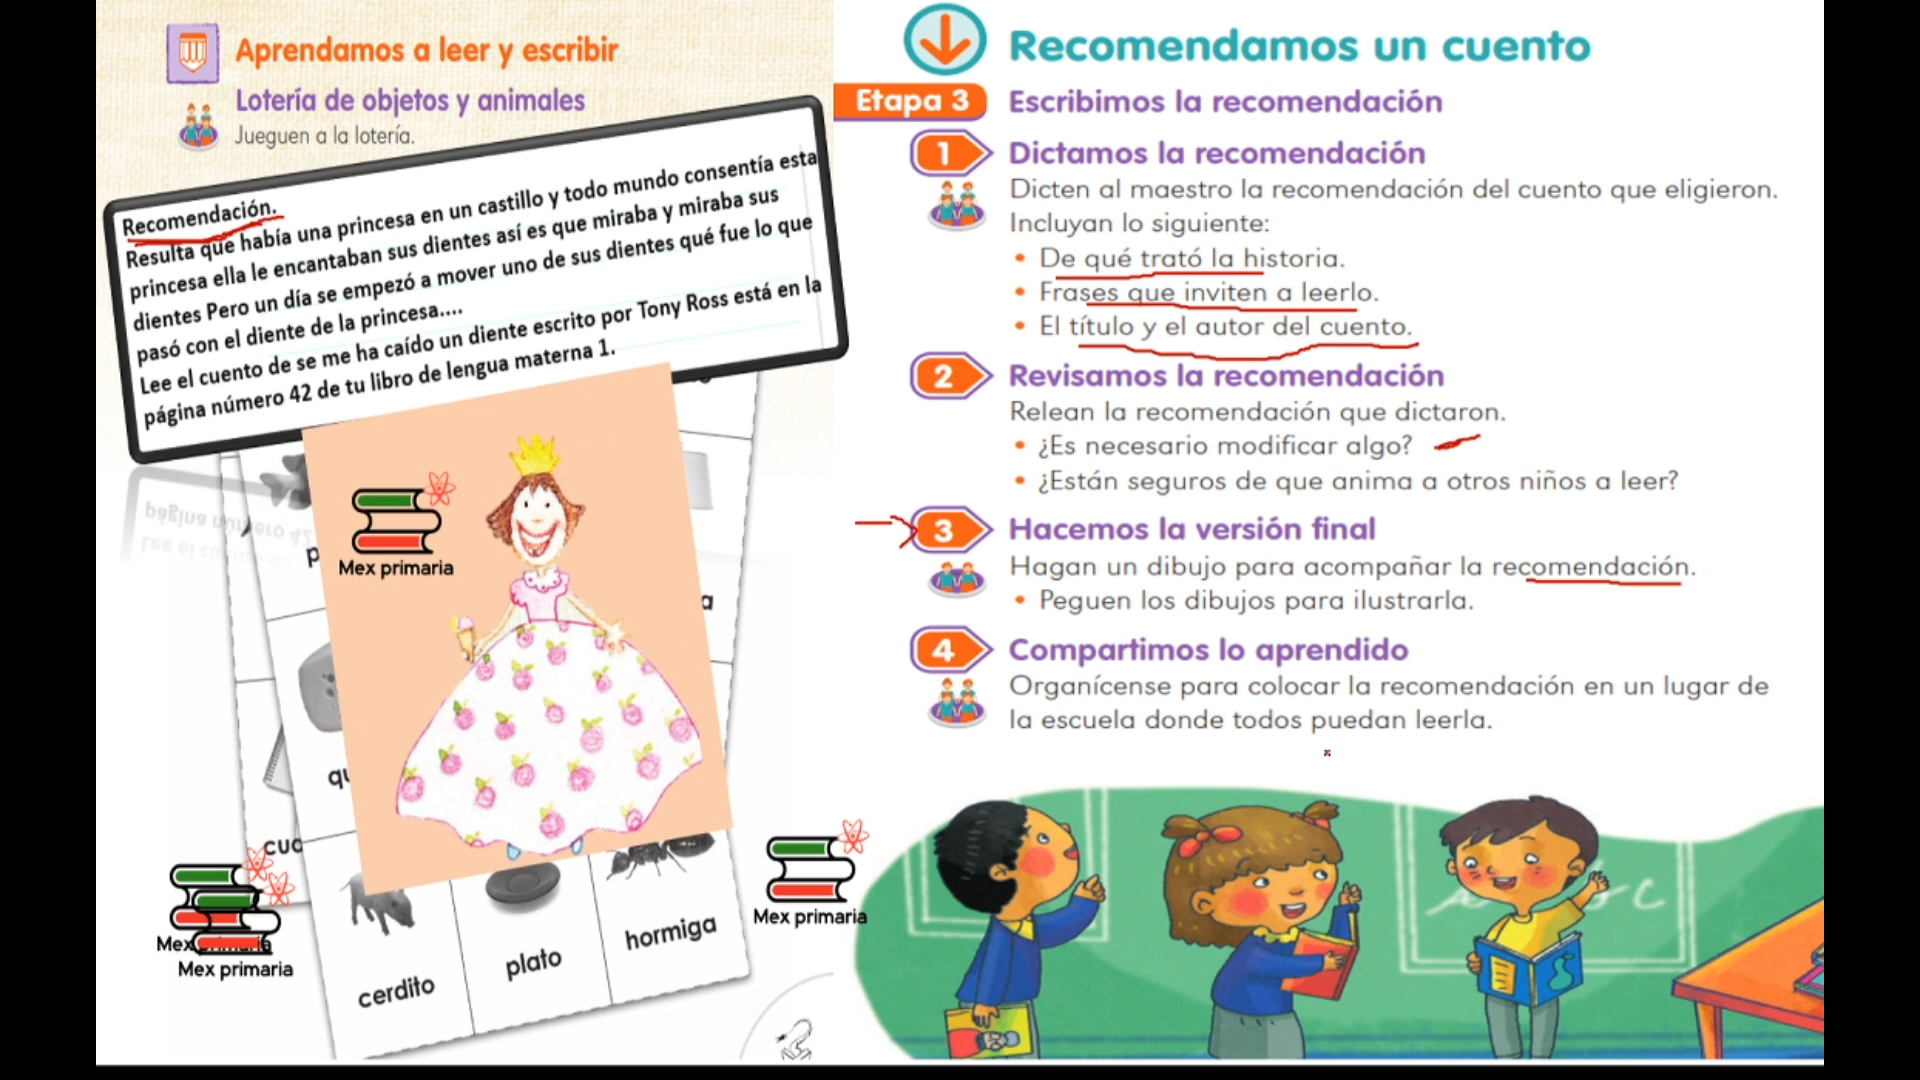 Aprendamos a leer y escribir
Lotería de objetos y animales
Jueguen a la lotería.
Recomendación.
Resulta que había una princesa en un castillo y todo mundo consentía esta
princesa ella le encantaban sus dientes así es que miraba y miraba sus
dientes Pero un día se empezó a mover uno de sus dientes qué fue lo que
pasó con el diente de la princesa....
Lee el cuento de se me ha caído un diente escrito por Tony Ross está en la
página número 42 de tu libro de lengua materna 1.
Mex primaria
cerdito
plato
hormiga
Mex primaria
Mex primaria
Mex primaria
Recomendamos un cuento
Etapa 3
Escribimos la recomendación
1 Dictamos la recomendación
Dicten al maestro la recomendación del cuento que eligieron.
Incluyan lo siguiente:
• De qué trató la historia.
• Frases que inviten a leerlo.
• El título y el autor del cuento.
2 Revisamos la recomendación
Relean la recomendación que dictaron.
• ¿Es necesario modificar algo?
• ¿Están seguros de que anima a otros niños a leer?
3 Hacemos la versión final
Hagan un dibujo para acompañar la recomendación.
• Peguen los dibujos para ilustrarla.
4 Compartimos lo aprendido
Organícense para colocar la recomendación en un lugar de
la escuela donde todos puedan leerla.